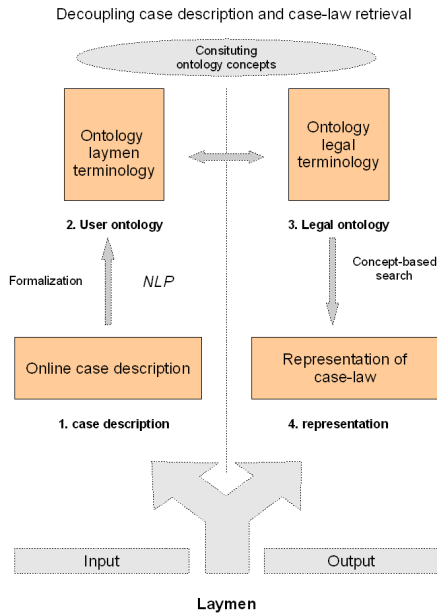 Decoupling case description and case-law retrieval
Consituting
ontology concepts
Ontology
laymen
terminology
Ontology
legal
terminology
2. User ontology
3. Legal ontology
Formalization
NLP
Concept-based
search
Online case description
Representation of
case-law
1. case description
4. representation
Input
Output
Laymen